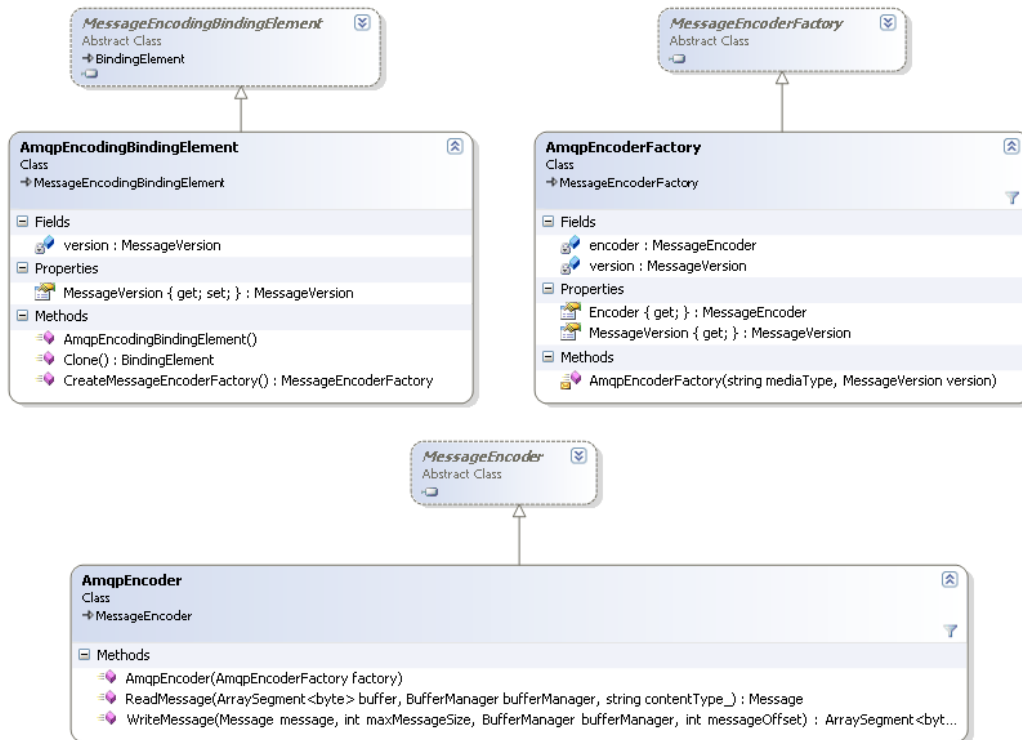 MessageEncodingBindingElement
Abstract Class
BindingElement
MessageEncoderFactory
Abstract Class
AmqpEncodingBindingElement
Class
MessageEncodingBindingElement
Fields
version : MessageVersion
Properties
MessageVersion { get; set; } : MessageVersion
Methods
AmqpEncodingBindingElement()
Clone() : BindingElement
CreateMessageEncoderFactory() : MessageEncoderFactory
AmqpEncoderFactory
Class
MessageEncoderFactory
Fields
encoder : MessageEncoder
version : MessageVersion
Properties
Encoder { get; } : MessageEncoder
MessageVersion { get; } : MessageVersion
Methods
AmqpEncoderFactory(string mediaType, MessageVersion version)
MessageEncoder
Abstract Class
AmqpEncoder
Class
MessageEncoder
Methods
AmqpEncoder(AmqpEncoderFactory factory)
ReadMessage(ArraySegment<byte> buffer, BufferManager bufferManager, string contentType_) : Message
WriteMessage(Message message, int maxMessageSize, BufferManager bufferManager, int messageOffset) : ArraySegment<byt...